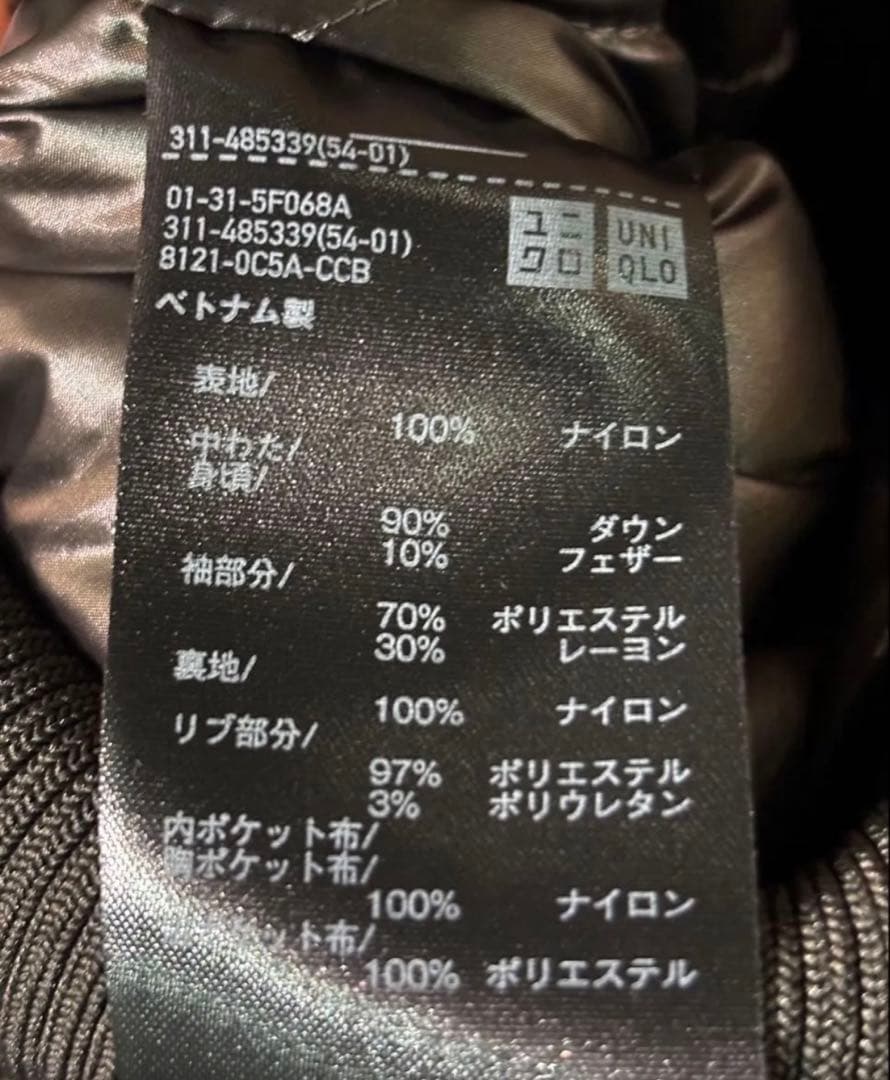 311-485339(54-01)
01-31-5F068A
311-485339(54-01)
8121-0C5A-CCB
ユニ
クロ
UNI
QLO
ベトナム製
表地/
100% ナイロン
中わた/
身頃/
90% ダウン
10% フェザー
袖部分/
70% ポリエステル
30% レーヨン
裏地/
100% ナイロン
リブ部分/
97% ポリエステル
3% ポリウレタン
内ポケット布/
胸ポケット布/
100% ナイロン
ット布/
100% ポリエステル